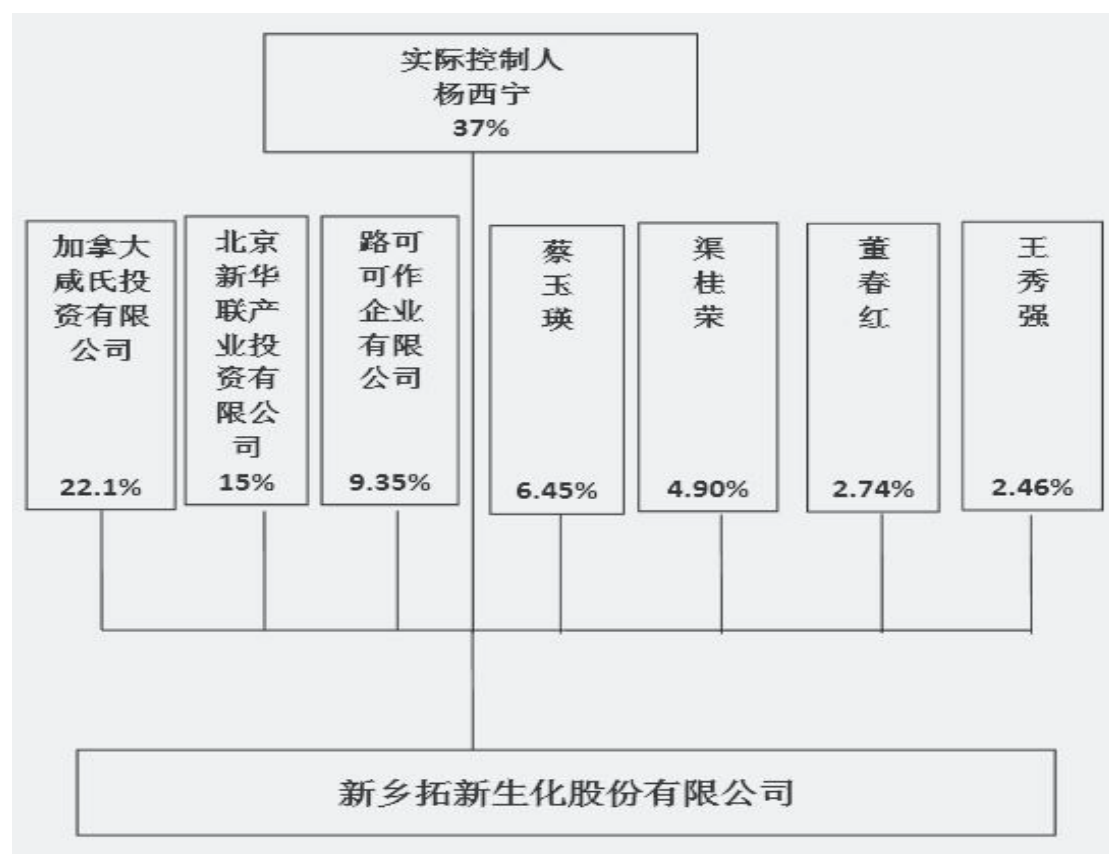 实际控制人
杨西宁
37%
加拿大
咸氏投
资有限
公司
22.1%
北京
新华
联产
业投
资有
限公
司
15%
路可
可作
企业
有限
公司
9.35%
蔡
玉
瑛
6.45%
渠
桂
荣
4.90%
董
春
红
2.74%
王
秀
强
2.46%
新乡拓新生化股份有限公司